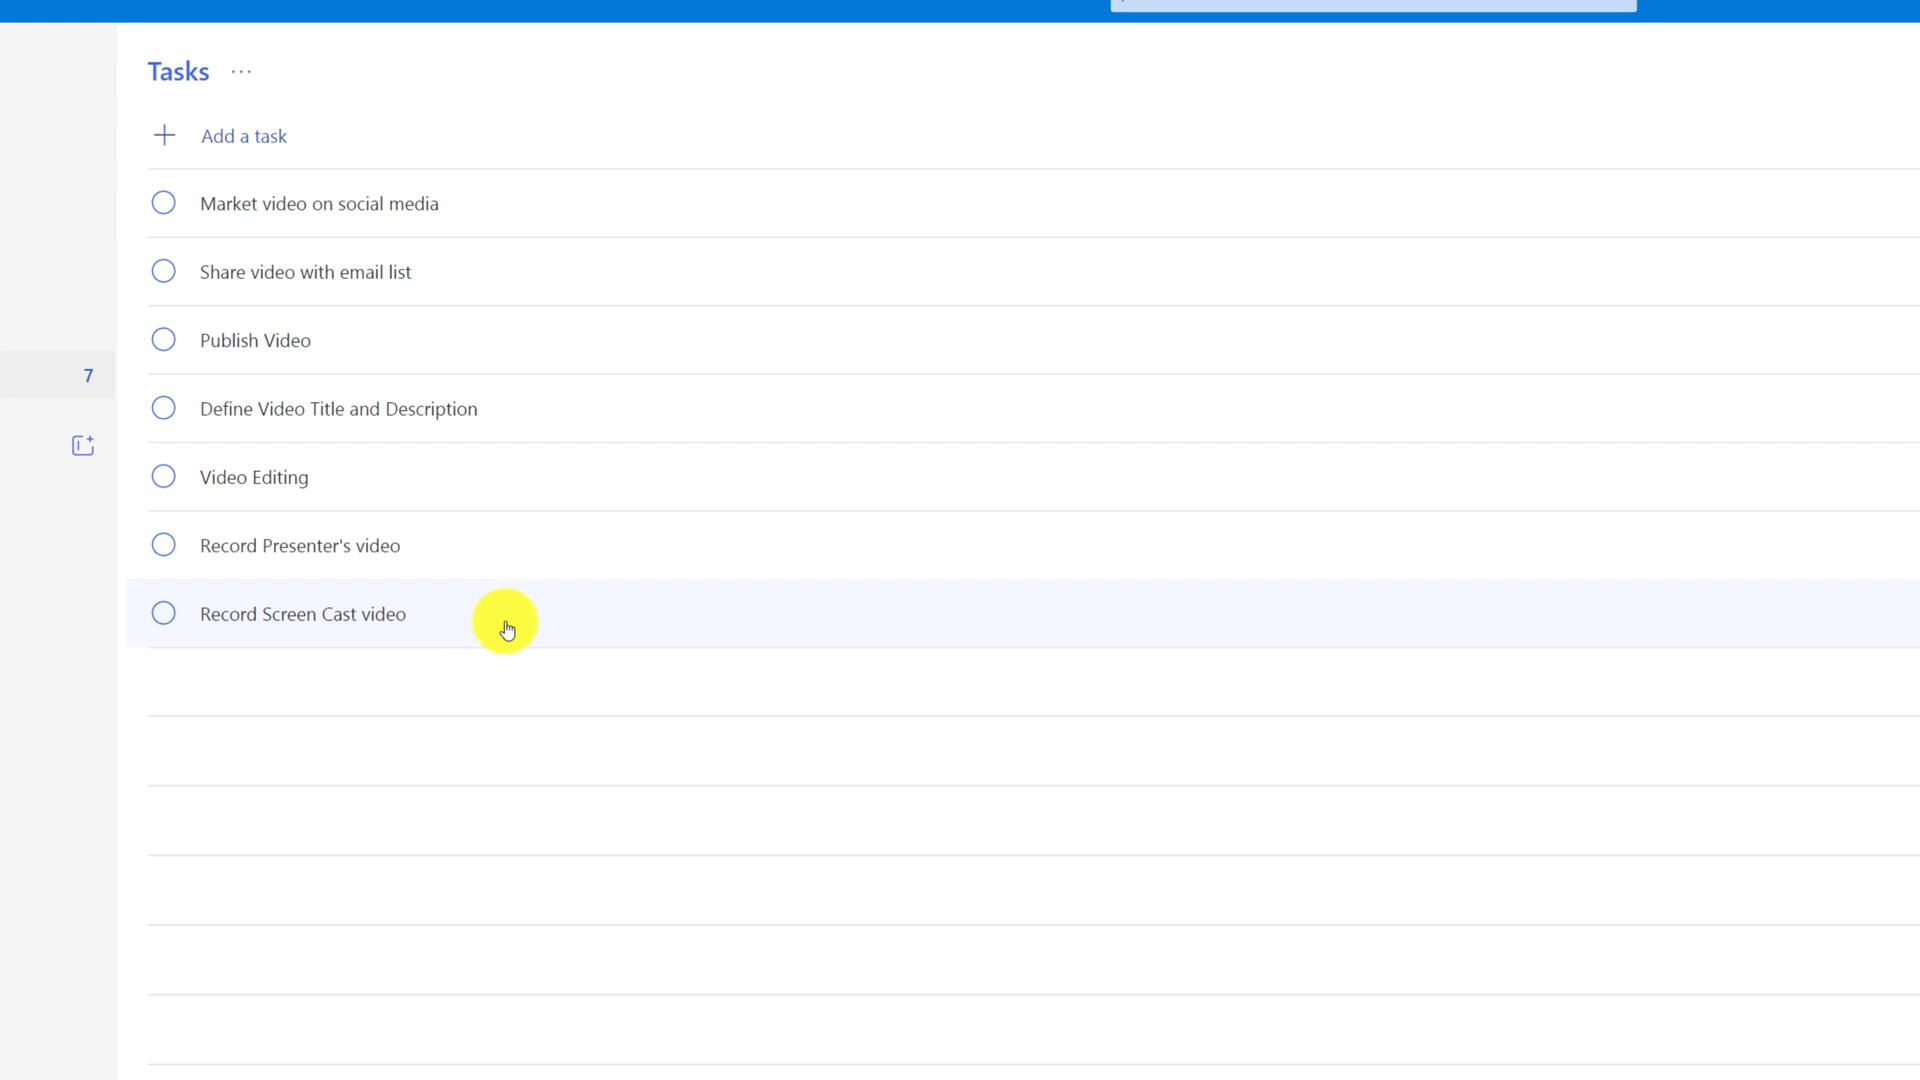 Tasks ...
Add a task
Market video on social media
Share video with email list
Publish Video
7
Define Video Title and Description
Video Editing
Record Presenter's video
Record Screen Cast video